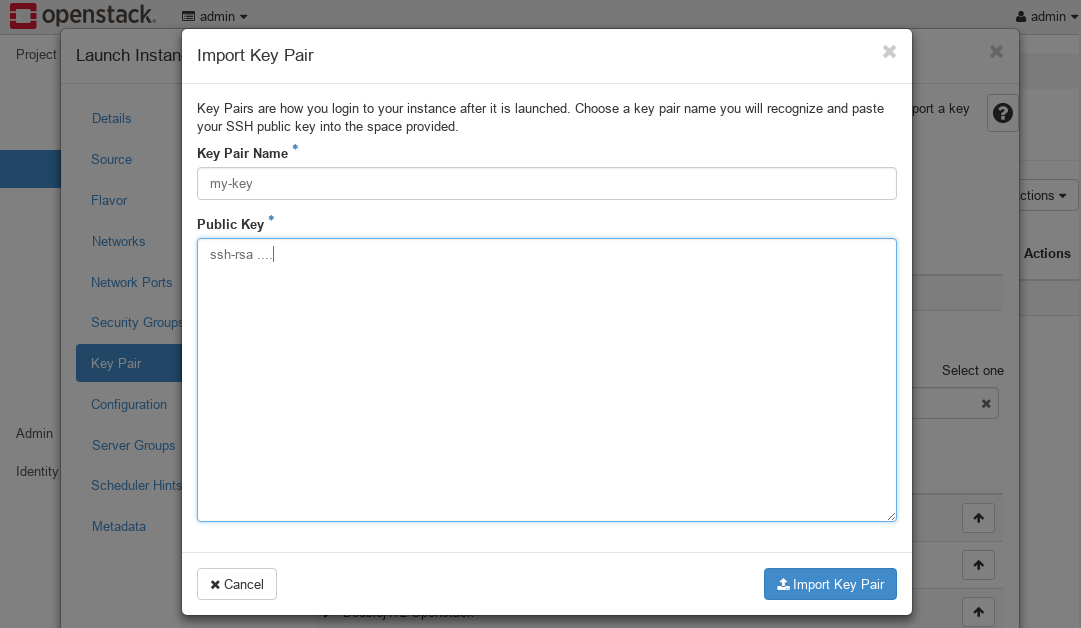 openstack. admin admin
Project
Launch Instan
Import Key Pair
Key Pairs are how you login to your instance after it is launched. Choose a key pair name you will recognize and paste
your SSH public key into the space provided.
port a key
Key Pair Name *
my-key
Public Key *
ssh-rsa ....
Details
Source
Flavor
Networks
Network Ports
Security Groups
Key Pair
Configuration
Server Groups
Scheduler Hints
Metadata
Admin
Identity
ctions
Actions
Select one
Cancel
Import Key Pair